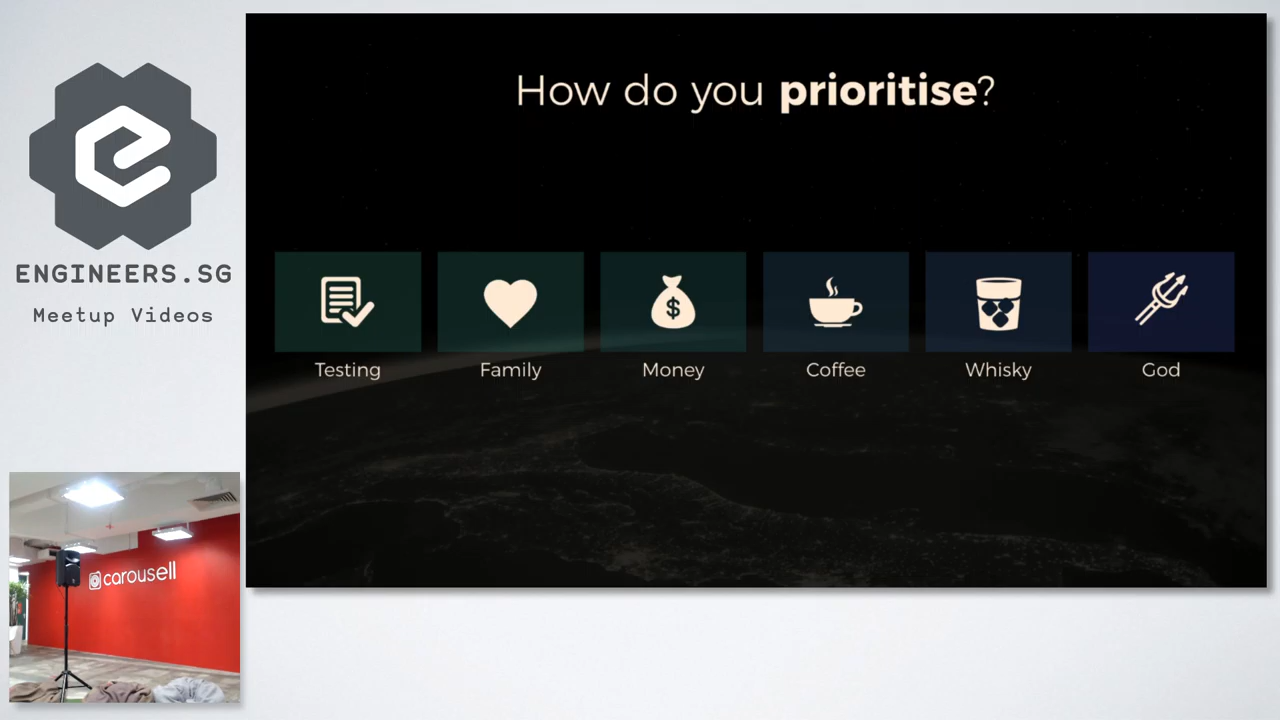 ENGINEERS.SG
Meetup Videos
carousell
How do you prioritise?
$
Testing
Family
Money
Coffee
Whisky
God